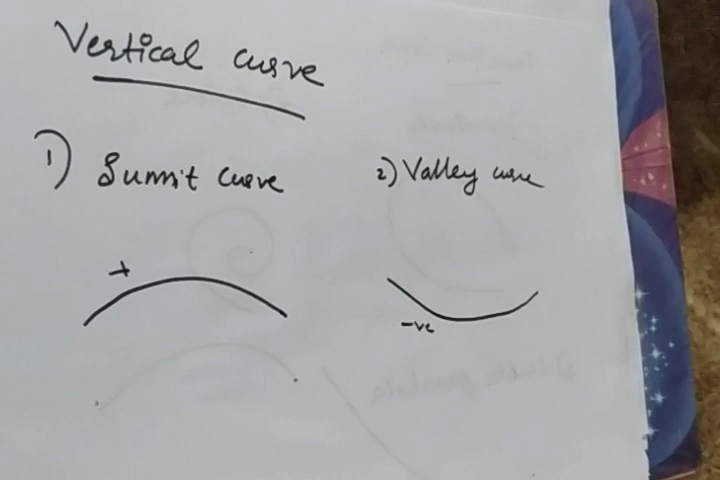 Vertical curve
1) Summit curve
2) Valley curve
+
-ve